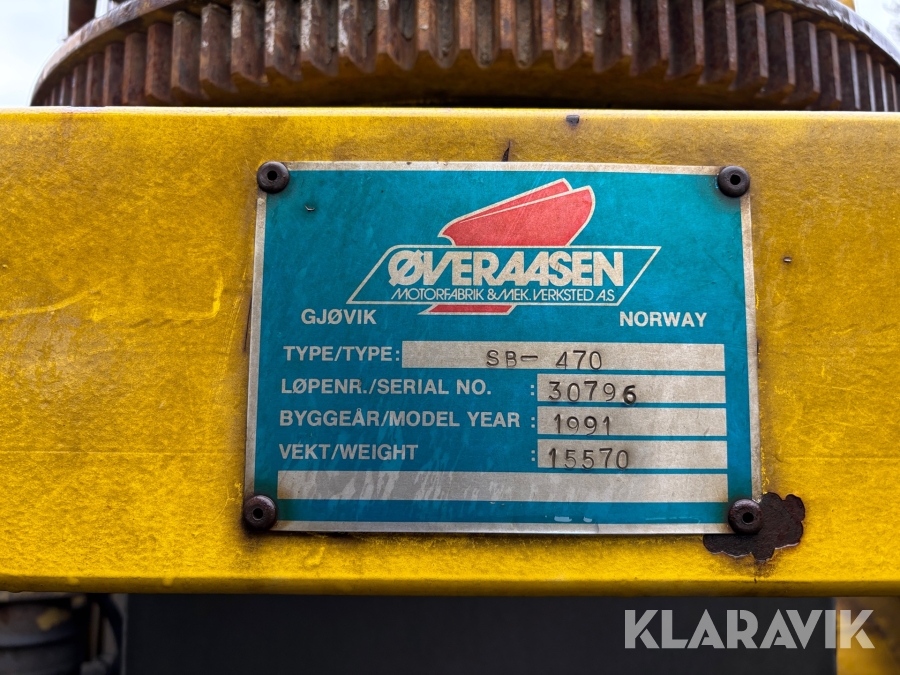 ØVERAASEN
MOTORFABRIK & MEK. VERKSTED A.S
GJØVIK NORWAY
TYPE/TYPE: SB- 470
LØPENR./SERIAL NO. : 30796
BYGGEÅR/MODEL YEAR : 1991
VEKT/WEIGHT : 15570
KLARAVIK